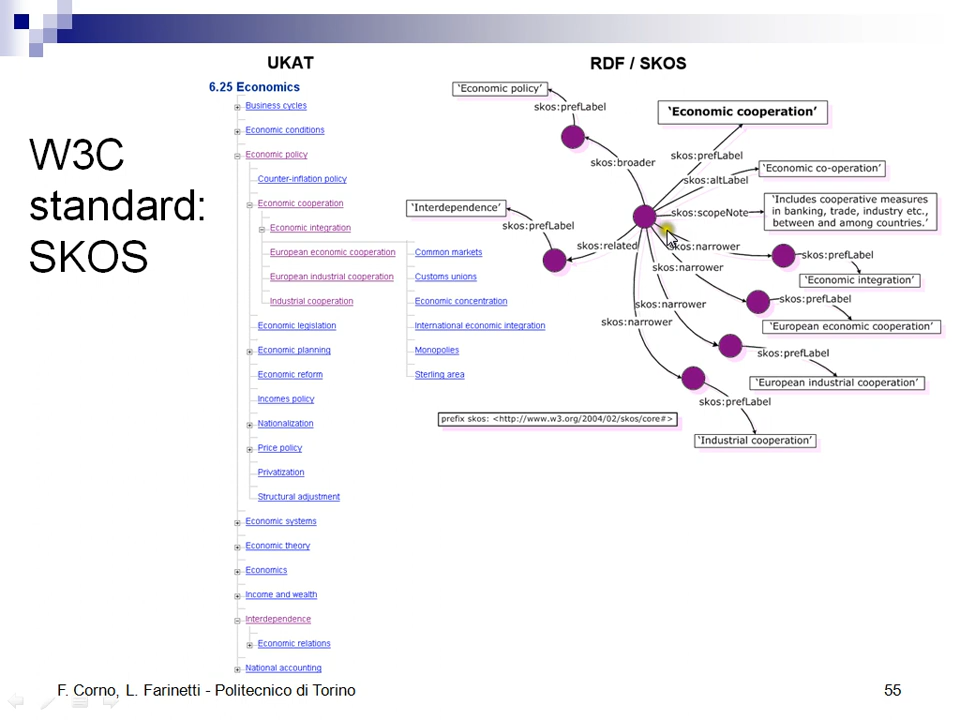 W3C
standard:
SKOS
UKAT
6.25 Economics
Business cycles
Economic conditions
Economic policy
Counter-inflation policy
Economic cooperation
Economic integration
European economic cooperation
European industrial cooperation
Industrial cooperation
Economic legislation
Economic planning
Economic reform
Incomes policy
Nationalization
Price policy
Privatization
Structural adjustment
Economic systems
Economic theory
Economics
Income and wealth
Interdependence
Economic relations
National accounting
Common markets
Customs unions
Economic concentration
International economic integration
Monopolies
Sterling area
RDF / SKOS
‘Economic policy’
skos:prefLabel
skos:broader
‘Economic cooperation’
skos:prefLabel
‘Economic co-operation’
skos:altLabel
‘Includes cooperative measures
in banking, trade, industry etc.,
between and among countries.’
skos:scopeNote
‘Interdependence’
skos:prefLabel
skos:related
skos:narrower
skos:prefLabel
‘Economic integration’
skos:narrower
skos:prefLabel
‘European economic cooperation’
skos:narrower
skos:prefLabel
‘European industrial cooperation’
skos:narrower
skos:prefLabel
‘Industrial cooperation’
prefix skos: <http://www.w3.org/2004/02/skos/core#>
F. Corno, L. Farinetti - Politecnico di Torino
55